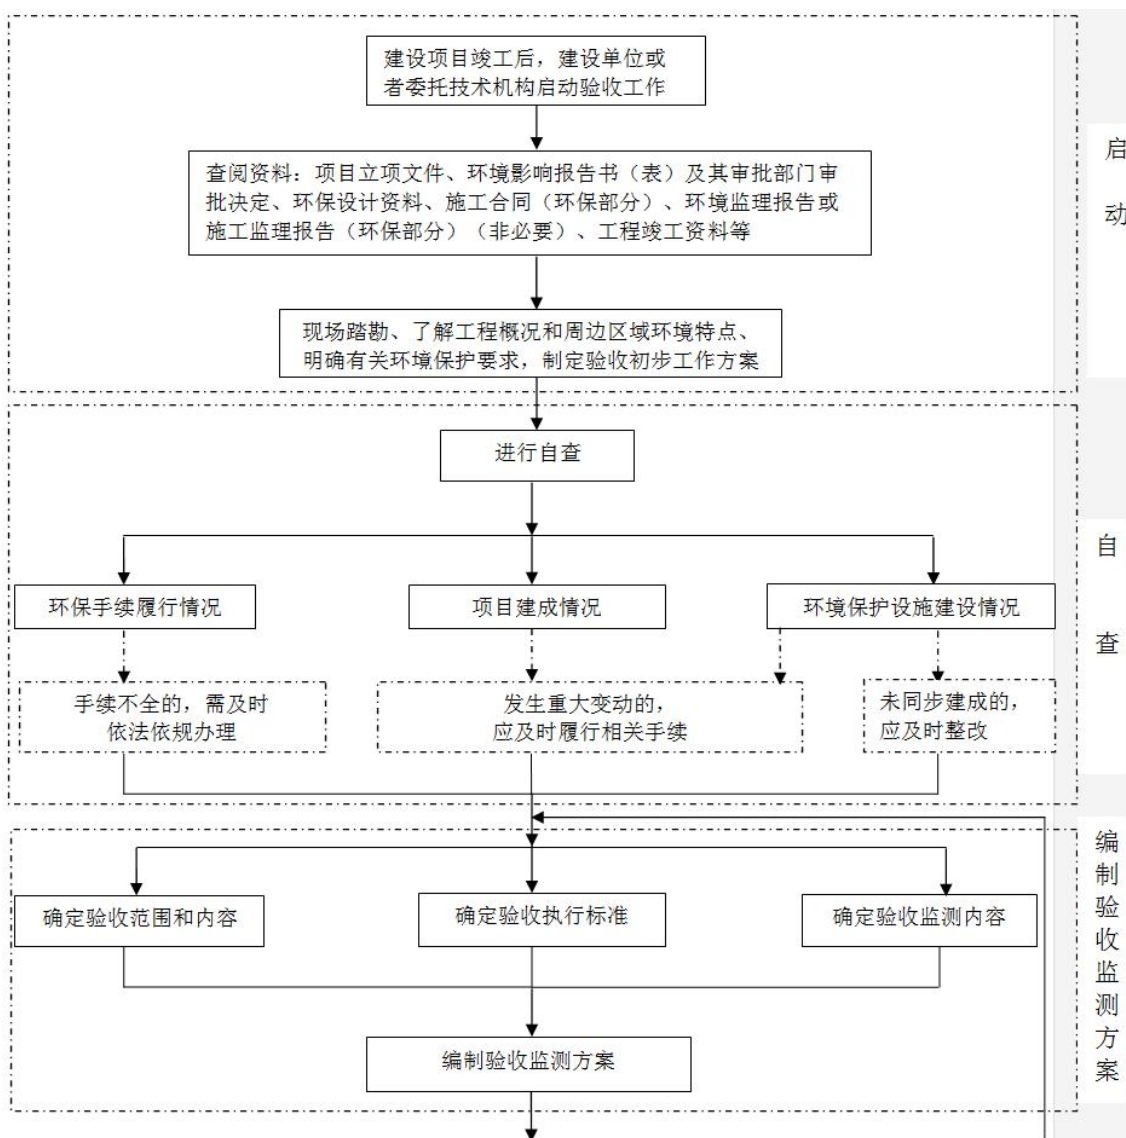 建设项目竣工后，建设单位或
者委托技术机构启动验收工作
查阅资料：项目立项文件、环境影响报告书（表）及其审批部门审
批决定、环保设计资料、施工合同（环保部分）、环境监理报告或
施工监理报告（环保部分）（非必要）、工程竣工资料等
现场踏勘、了解工程概况和周边区域环境特点、
明确有关环境保护要求，制定验收初步工作方案
启
动
进行自查
环保手续履行情况
项目建成情况
环境保护设施建设情况
手续不全的，需及时
依法依规办理
发生重大变动的，
应及时履行相关手续
未同步建成的，
应及时整改
自
查
确定验收范围和内容
确定验收执行标准
确定验收监测内容
编制验收监测方案
编
制
验
收
监
测
方
案